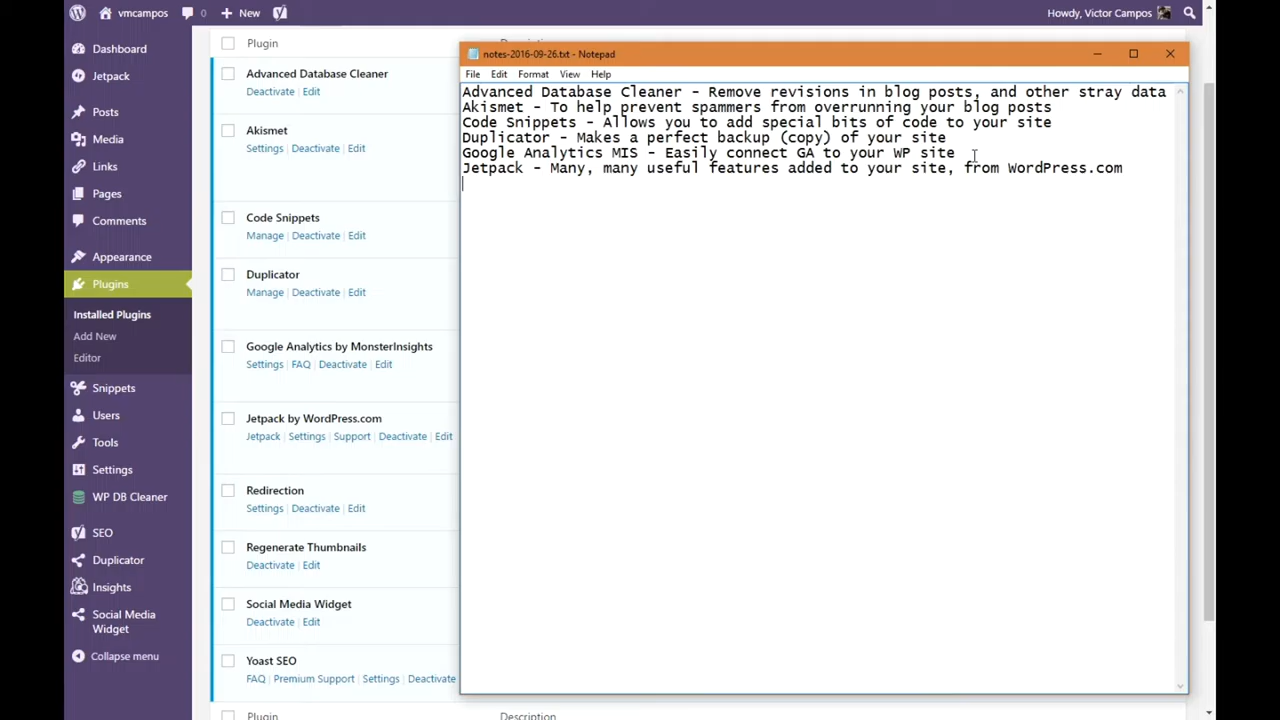 vmcampos 0 New Howdy, Victor Campos
Dashboard
Jetpack
Posts
Media
Links
Pages
Comments
Appearance
Plugins
Installed Plugins
Add New
Editor
Snippets
Users
Tools
Settings
WP DB Cleaner
SEO
Duplicator
Insights
Social Media
Widget
Collapse menu
Plugin
Advanced Database Cleaner
Deactivate | Edit
Akismet
Settings | Deactivate | Edit
Code Snippets
Manage | Deactivate | Edit
Duplicator
Manage | Deactivate | Edit
Google Analytics by MonsterInsights
Settings | FAQ | Deactivate | Edit
Jetpack by WordPress.com
Jetpack | Settings | Support | Deactivate | Edit
Redirection
Settings | Deactivate | Edit
Regenerate Thumbnails
Deactivate | Edit
Social Media Widget
Deactivate | Edit
Yoast SEO
FAQ | Premium Support | Settings | Deactivate
Plugin Description
notes-2016-09-26.txt - Notepad
File Edit Format View Help
Advanced Database Cleaner - Remove revisions in blog posts, and other stray data
Akismet - To help prevent spammers from overrunning your blog posts
Code Snippets - Allows you to add special bits of code to your site
Duplicator - Makes a perfect backup (copy) of your site
Google Analytics MIS - Easily connect GA to your WP site
Jetpack - Many, many useful features added to your site, from WordPress.com